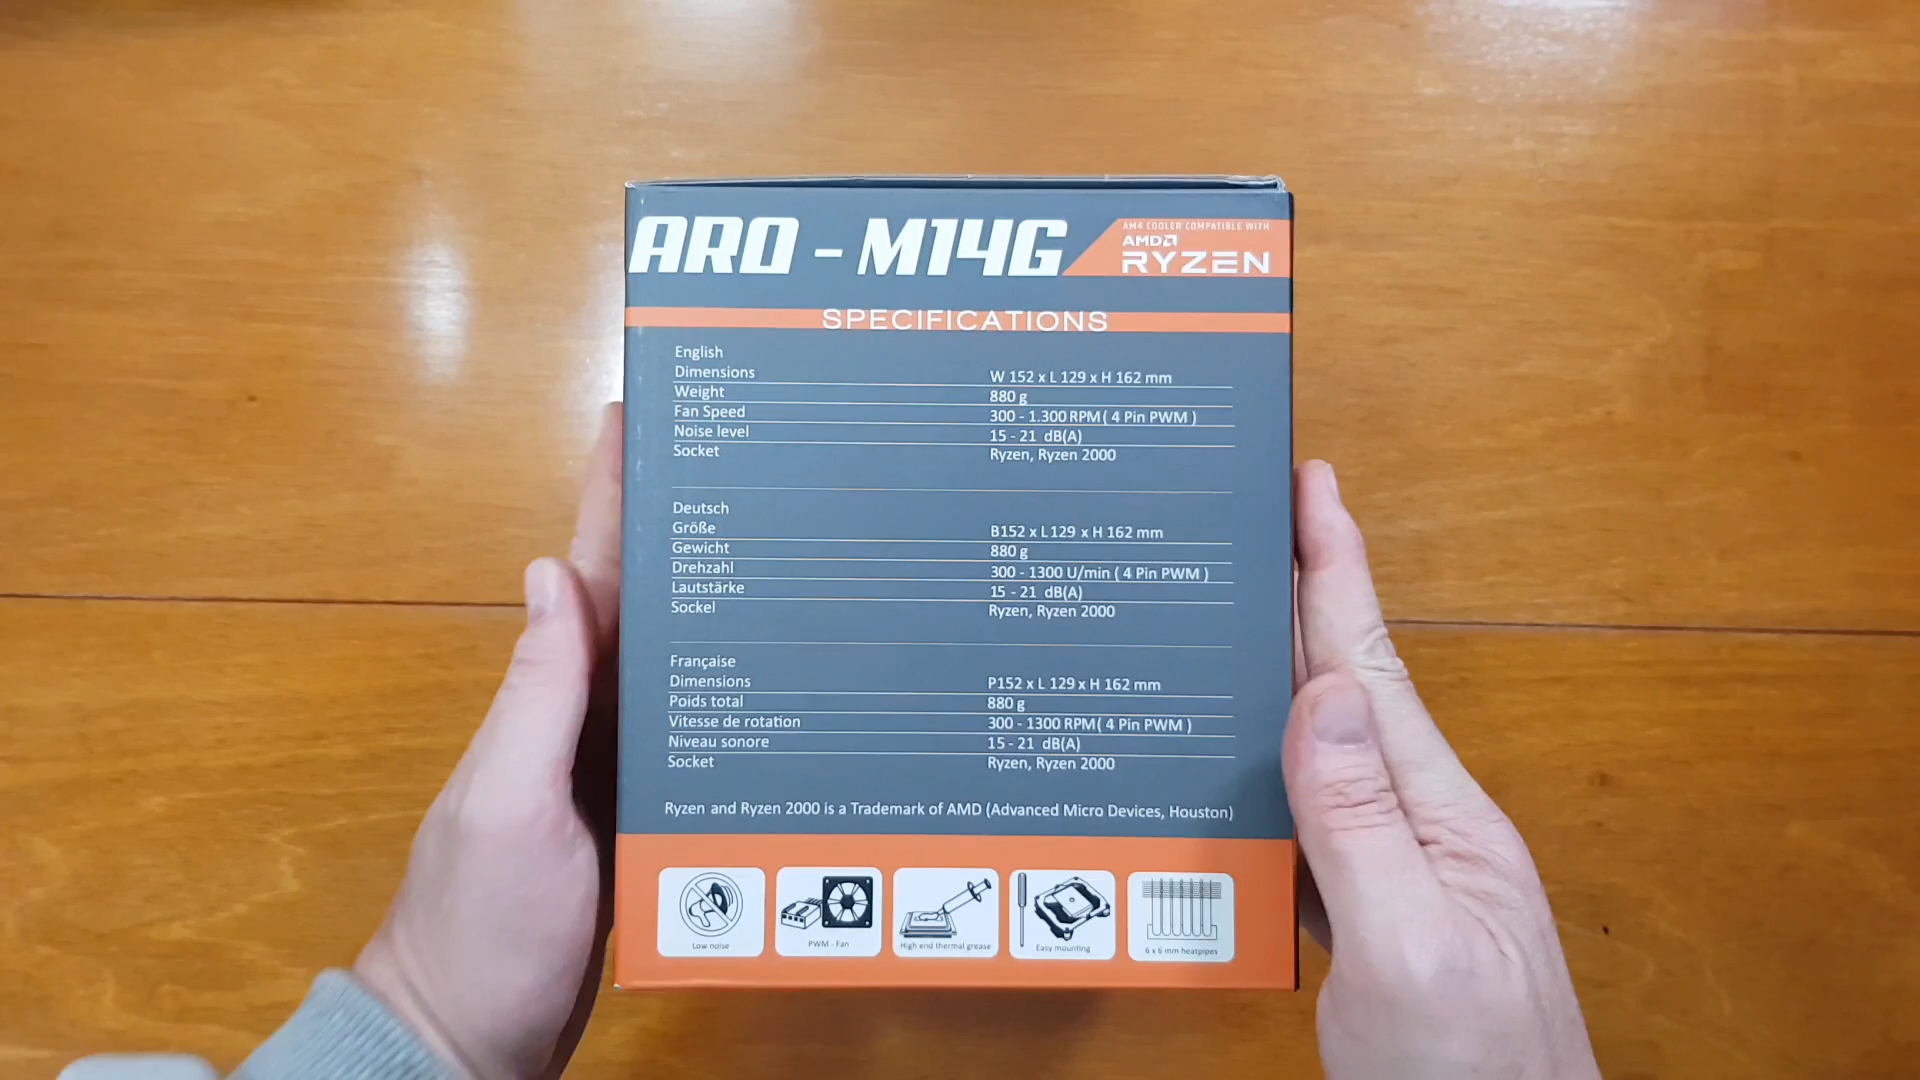 ARO - M14G
AM4 COOLER COMPATIBLE WITH
AMD
RYZEN
SPECIFICATIONS
English
Dimensions W 152 x L 129 x H 162 mm
Weight 880 g
Fan Speed 300 - 1.300 RPM ( 4 Pin PWM )
Noise level 15 - 21 dB(A)
Socket Ryzen, Ryzen 2000
Deutsch
Größe B152 x L 129 x H 162 mm
Gewicht 880 g
Drehzahl 300 - 1300 U/min ( 4 Pin PWM )
Lautstärke 15 - 21 dB(A)
Sockel Ryzen, Ryzen 2000
Française
Dimensions P152 x L 129 x H 162 mm
Poids total 880 g
Vitesse de rotation 300 - 1300 RPM( 4 Pin PWM )
Niveau sonore 15 - 21 dB(A)
Socket Ryzen, Ryzen 2000
Ryzen and Ryzen 2000 is a Trademark of AMD (Advanced Micro Devices, Houston)
Low noise
PWM - Fan
High end thermal grease
Easy mounting
6 x 6 mm heatpipes